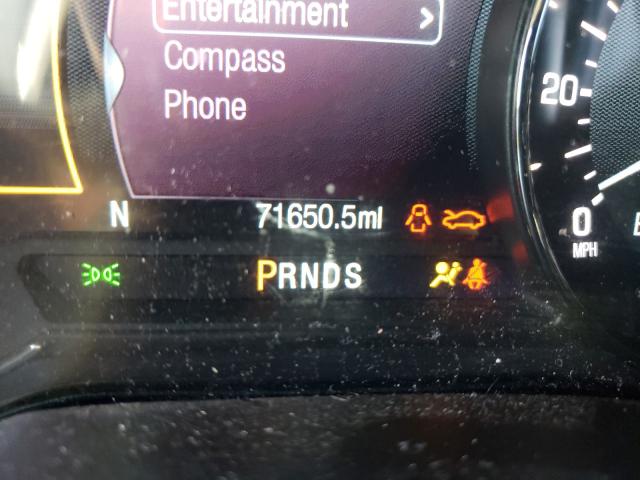 Entertainment >
Compass
Phone
20
N 71650.5mi
0
MPH
PRNDS